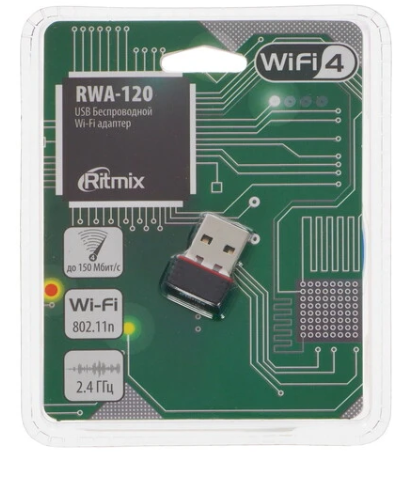 WiFi 4
RWA-120
USB Беспроводной
Wi-Fi адаптер
Ritmix
до 150 Мбит/с
Wi-Fi
802.11n
2.4 ГГц